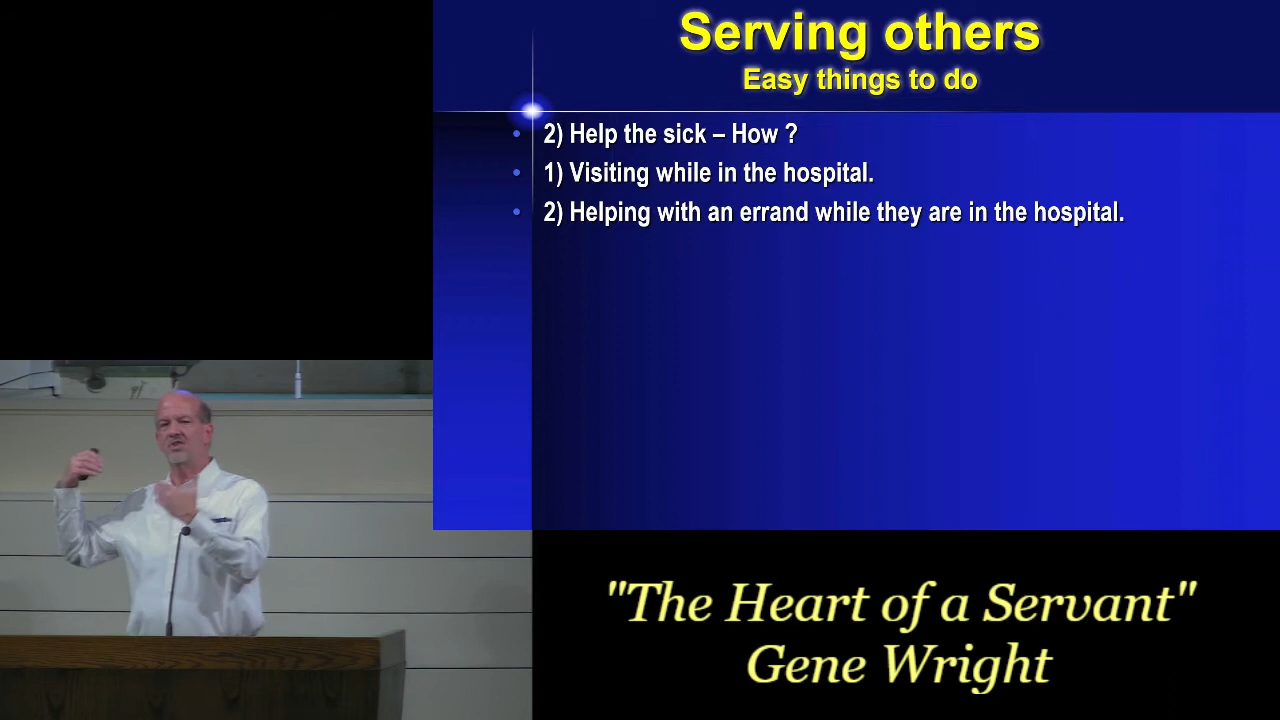 Serving others
Easy things to do
• 2) Help the sick – How ?
• 1) Visiting while in the hospital.
• 2) Helping with an errand while they are in the hospital.
"The Heart of a Servant"
Gene Wright